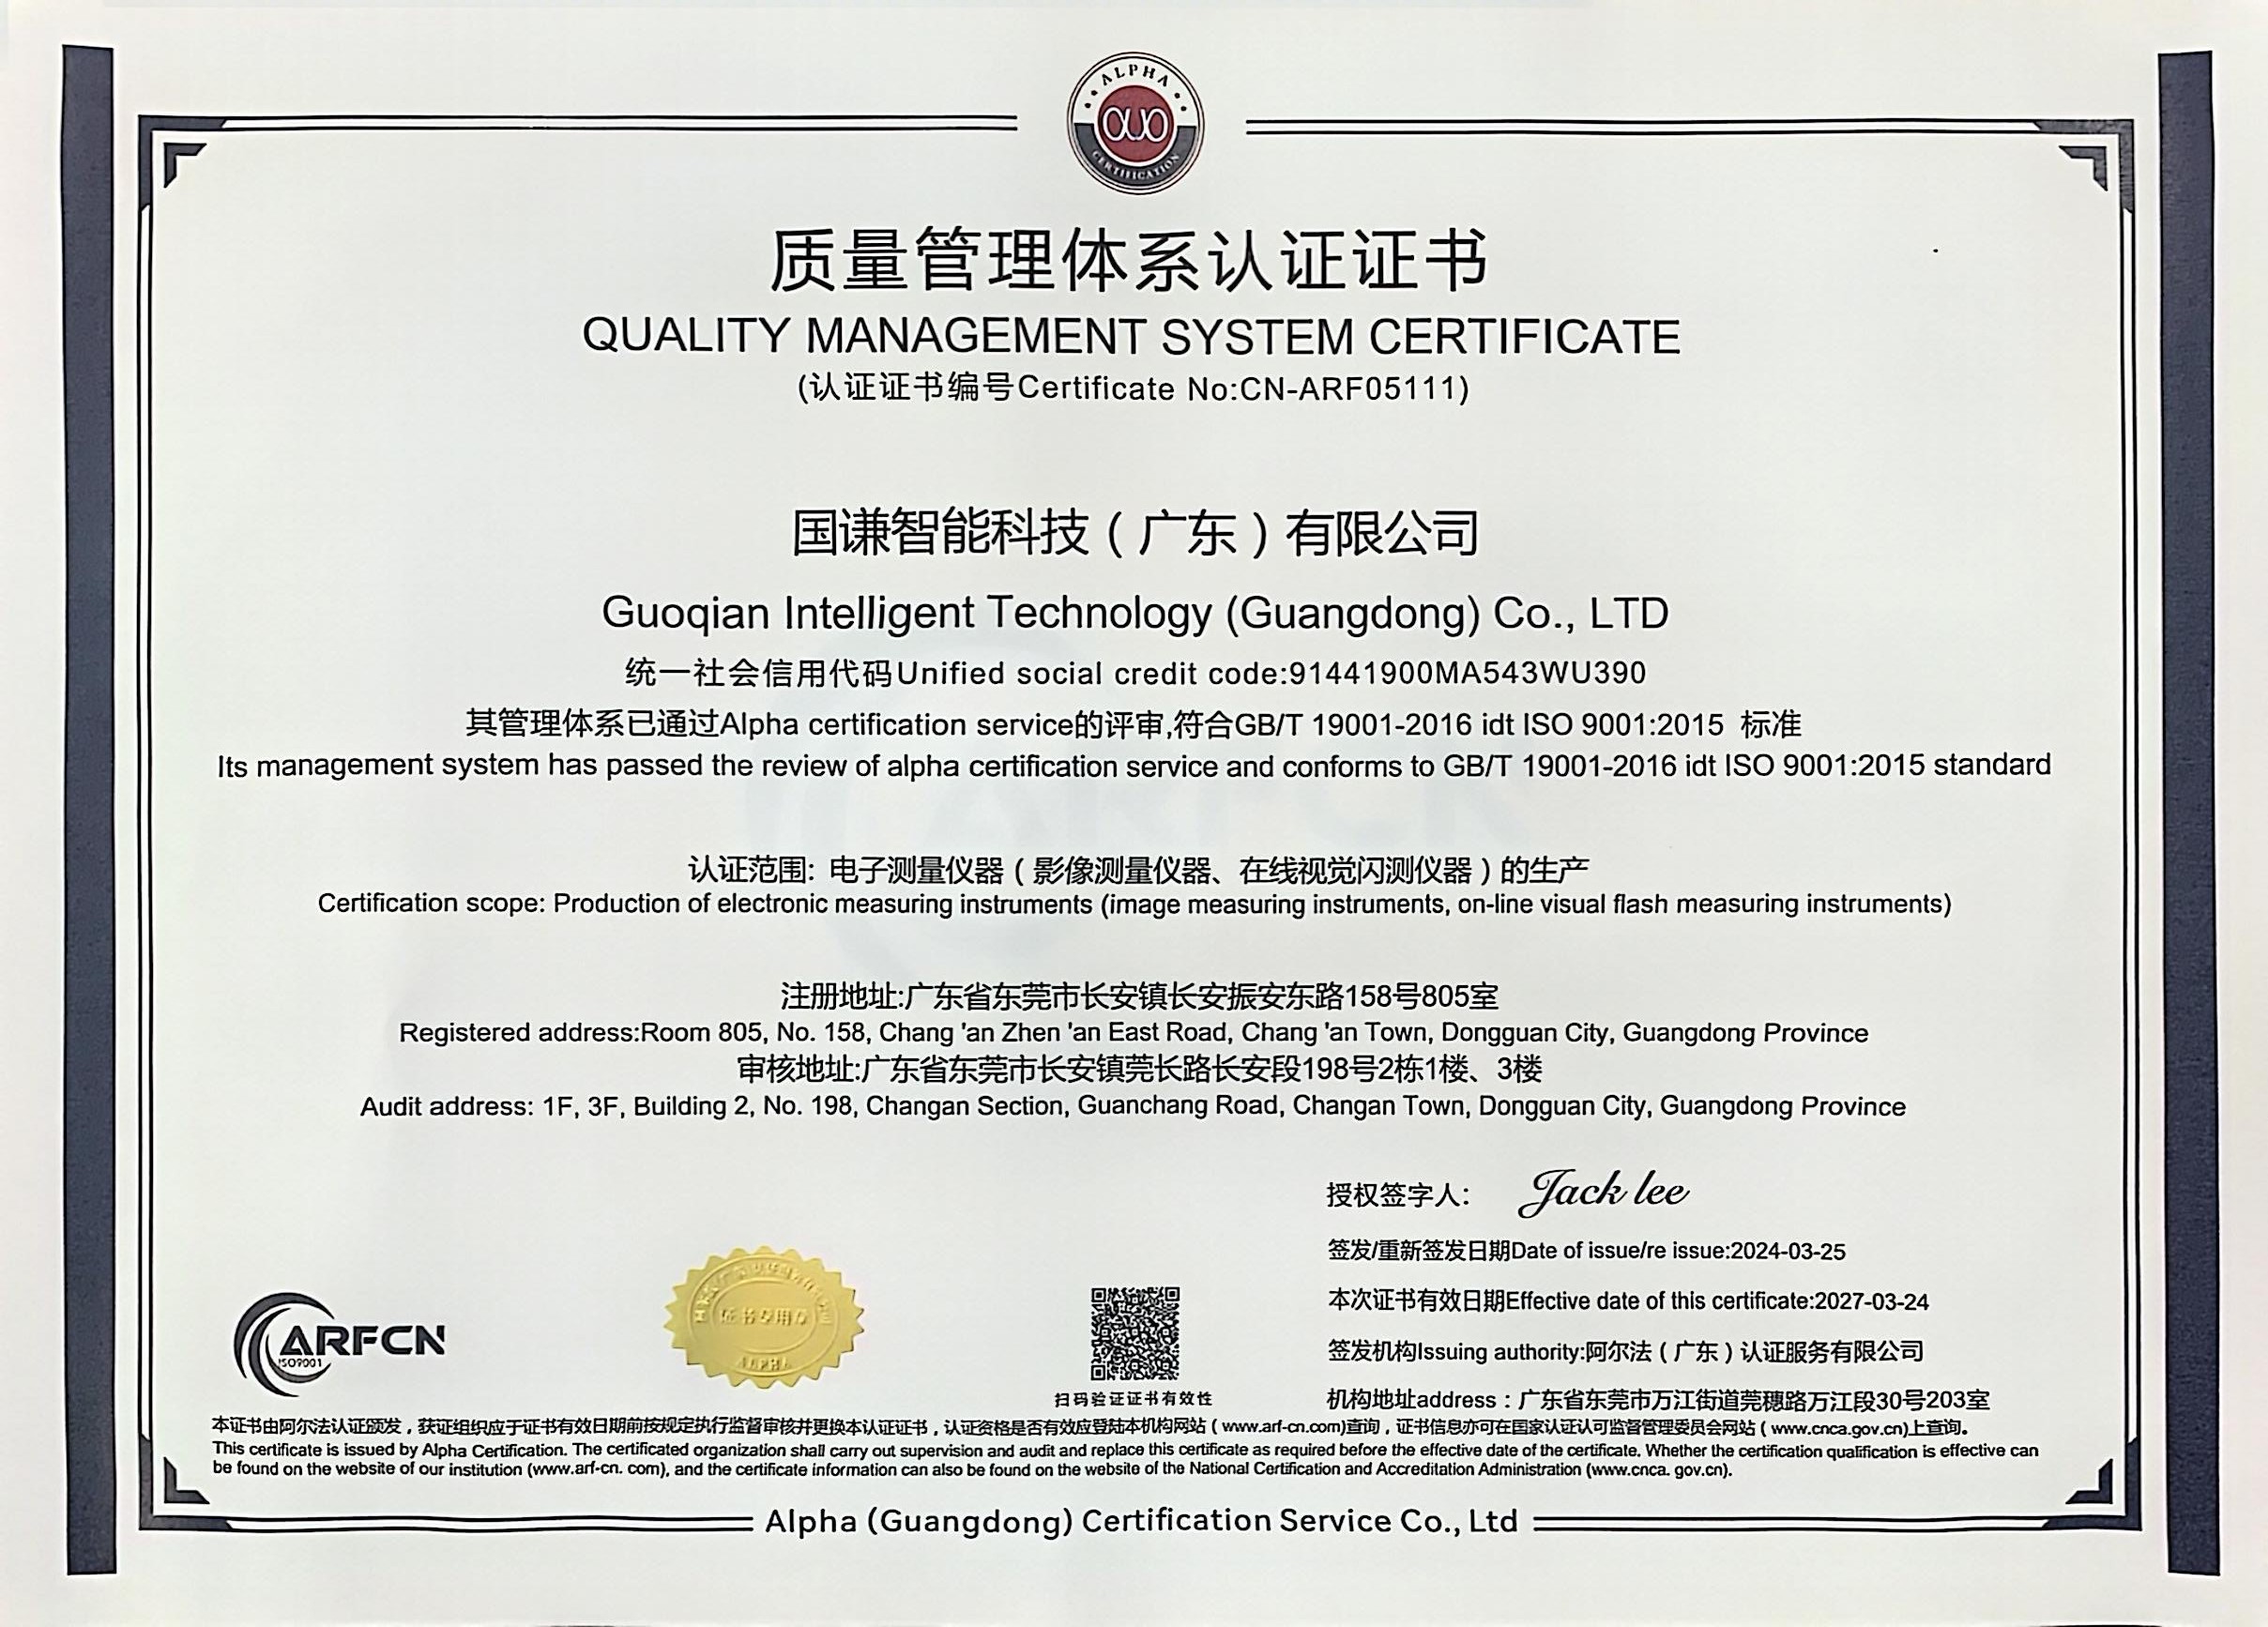 ALPHA
CERTIFICATION
质量管理体系认证证书
QUALITY MANAGEMENT SYSTEM CERTIFICATE
(认证证书编号Certificate No:CN-ARF05111)
国谦智能科技（广东）有限公司
Guoqian Intelligent Technology (Guangdong) Co., LTD
统一社会信用代码Unified social credit code:91441900MA543WU390
其管理体系已通过Alpha certification service的评审,符合GB/T 19001-2016 idt ISO 9001:2015 标准
Its management system has passed the review of alpha certification service and conforms to GB/T 19001-2016 idt ISO 9001:2015 standard
认证范围: 电子测量仪器（影像测量仪器、在线视觉闪测仪器）的生产
Certification scope: Production of electronic measuring instruments (image measuring instruments, on-line visual flash measuring instruments)
注册地址:广东省东莞市长安镇长安振安东路158号805室
Registered address:Room 805, No. 158, Chang 'an Zhen 'an East Road, Chang 'an Town, Dongguan City, Guangdong Province
审核地址:广东省东莞市长安镇莞长路长安段198号2栋1楼、3楼
Audit address: 1F, 3F, Building 2, No. 198, Changan Section, Guanchang Road, Changan Town, Dongguan City, Guangdong Province
授权签字人: Jack lee
签发/重新签发日期Date of issue/re issue:2024-03-25
本次证书有效日期Effective date of this certificate:2027-03-24
签发机构Issuing authority:阿尔法（广东）认证服务有限公司
机构地址address：广东省东莞市万江街道莞穗路万江段30号203室
ARFCN
ISO9001
证书专用章
ALPHA
扫码验证证书有效性
本证书由阿尔法认证颁发，获证组织应于证书有效日期前按规定执行监督审核并更换本认证证书，认证资格是否有效应登陆本机构网站（www.arf-cn.com)查询，证书信息亦可在国家认证认可监督管理委员会网站（www.cnca.gov.cn)上查询。
This certificate is issued by Alpha Certification. The certificated organization shall carry out supervision and audit and replace this certificate as required before the effective date of the certificate. Whether the certification qualification is effective can
be found on the website of our institution (www.arf-cn. com), and the certificate information can also be found on the website of the National Certification and Accreditation Administration (www.cnca. gov.cn).
Alpha (Guangdong) Certification Service Co., Ltd